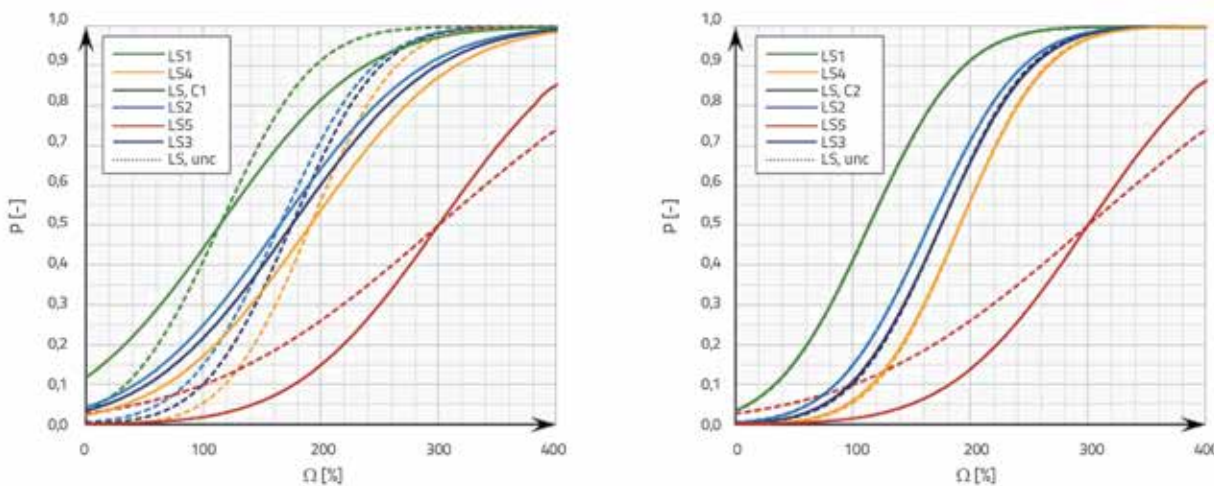 1,0
0,9
0,8
0,7
0,6
0,5
0,4
0,3
0,2
0,1
0,0
p [-]
LS1
LS4
LS, C1
LS2
LS5
LS3
LS, unc
0 100 200 300 400
Ω [%]
1,0
0,9
0,8
0,7
0,6
0,5
0,4
0,3
0,2
0,1
0,0
p [-]
LS1
LS4
LS, C2
LS2
LS5
LS3
LS, unc
0 100 200 300 400
Ω [%]